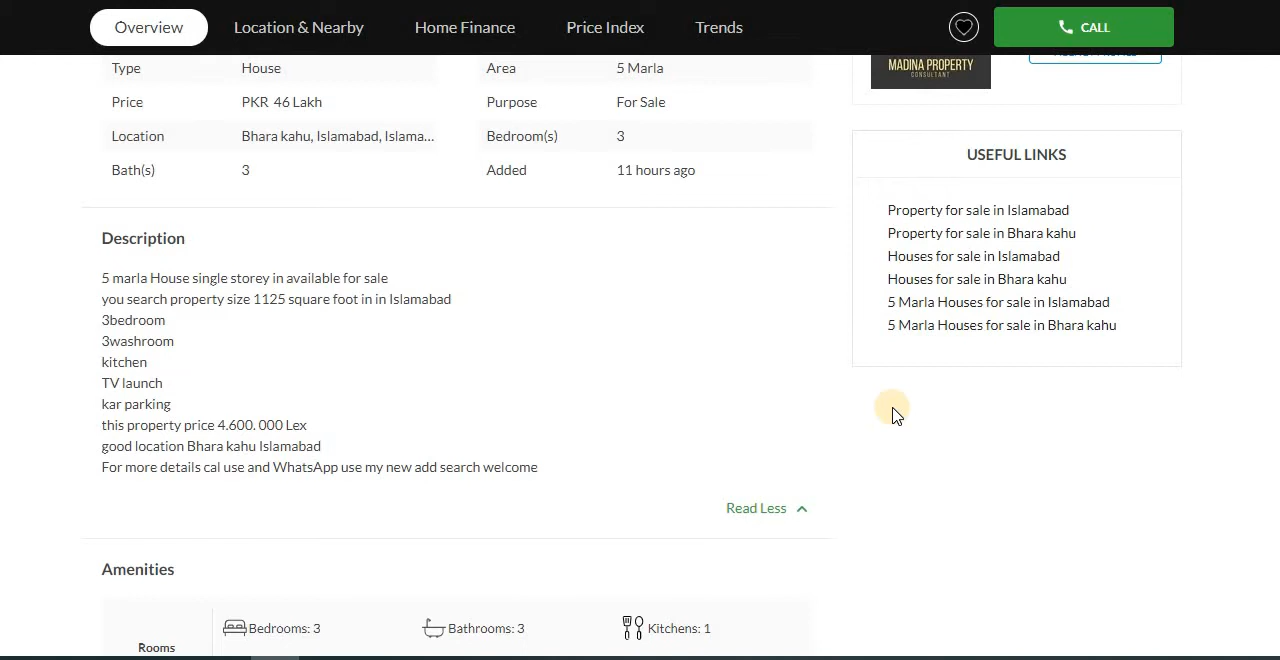 Overview
Location & Nearby
Home Finance
Price Index
Trends
CALL
Type House Area 5 Marla
Price PKR 46 Lakh Purpose For Sale
Location Bhara kahu, Islamabad, Islama... Bedroom(s) 3
Bath(s) 3 Added 11 hours ago
MADINA PROPERTY
CONSULTANT
USEFUL LINKS
Property for sale in Islamabad
Property for sale in Bhara kahu
Houses for sale in Islamabad
Houses for sale in Bhara kahu
5 Marla Houses for sale in Islamabad
5 Marla Houses for sale in Bhara kahu
Description
5 marla House single storey in available for sale
you search property size 1125 square foot in in Islamabad
3bedroom
3washroom
kitchen
TV launch
kar parking
this property price 4.600. 000 Lex
good location Bhara kahu Islamabad
For more details cal use and WhatsApp use my new add search welcome
Read Less
Amenities
Rooms
Bedrooms: 3
Bathrooms: 3
Kitchens: 1